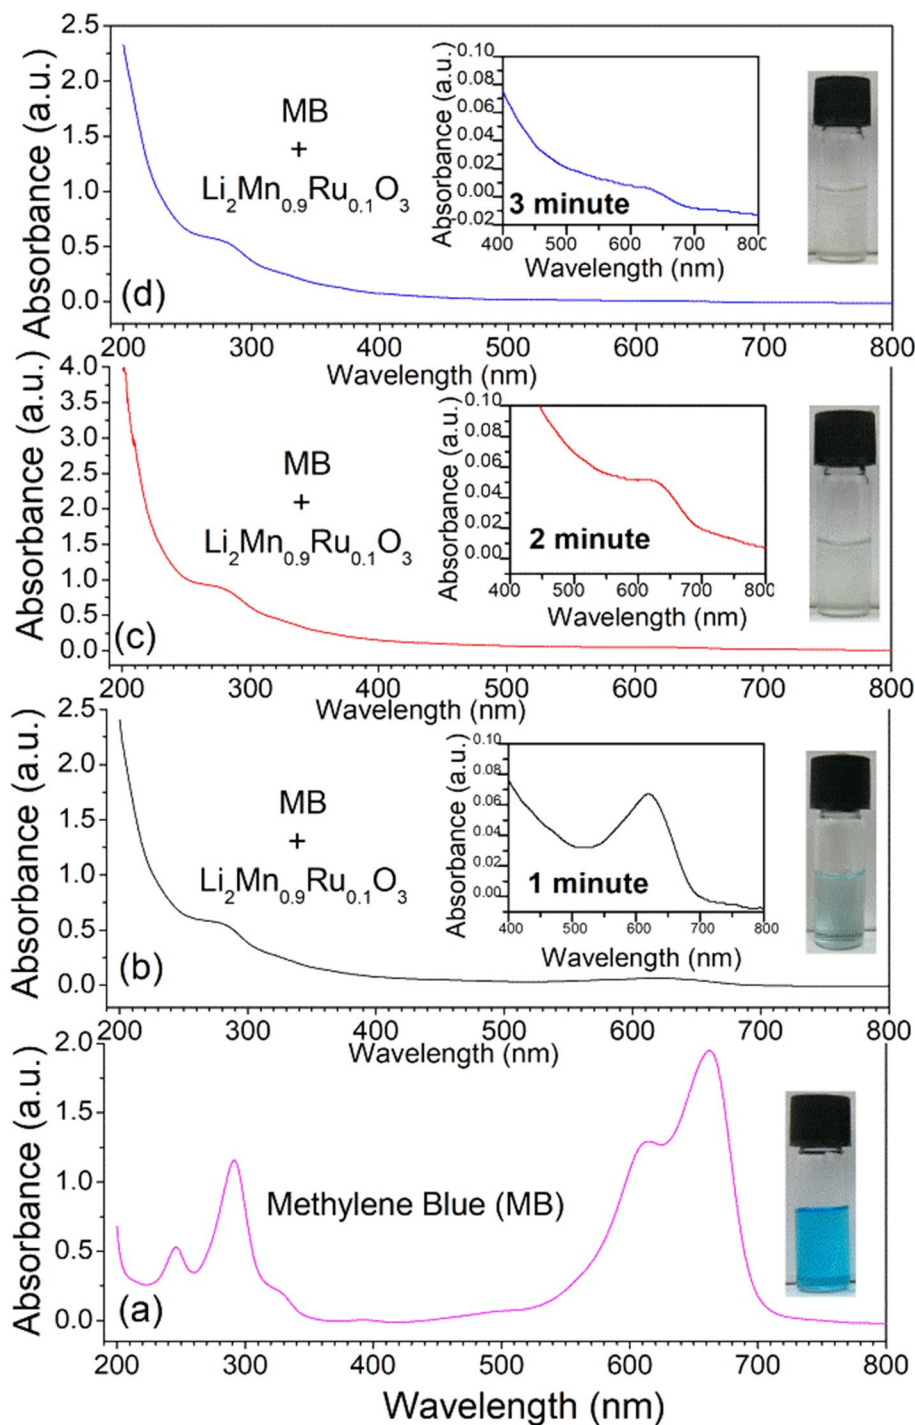 2.5
2.0
1.5
1.0
0.5
0.0
Absorbance (a.u.)
MB
+
Li₂Mn₀.₉Ru₀.₁O₃
(d)
0.10
0.08
0.06
0.04
0.02
0.00
-0.02
Absorbance (a.u.)
3 minute
400 500 600 700 800
Wavelength (nm)
200 300 400 500 600 700 800
Wavelength (nm)
4.0
3.5
3.0
2.5
2.0
1.5
1.0
0.5
0.0
Absorbance (a.u.)
MB
+
Li₂Mn₀.₉Ru₀.₁O₃
(c)
0.10
0.08
0.06
0.04
0.02
0.00
Absorbance (a.u.)
2 minute
400 500 600 700 800
Wavelength (nm)
200 300 400 500 600 700 800
Wavelength (nm)
2.5
2.0
1.5
1.0
0.5
0.0
Absorbance (a.u.)
MB
+
Li₂Mn₀.₉Ru₀.₁O₃
(b)
0.10
0.08
0.06
0.04
0.02
0.00
Absorbance (a.u.)
1 minute
400 500 600 700 800
Wavelength (nm)
200 300 400 500 600 700 800
Wavelength (nm)
2.0
1.5
1.0
0.5
0.0
Absorbance (a.u.)
Methylene Blue (MB)
(a)
200 300 400 500 600 700 800
Wavelength (nm)